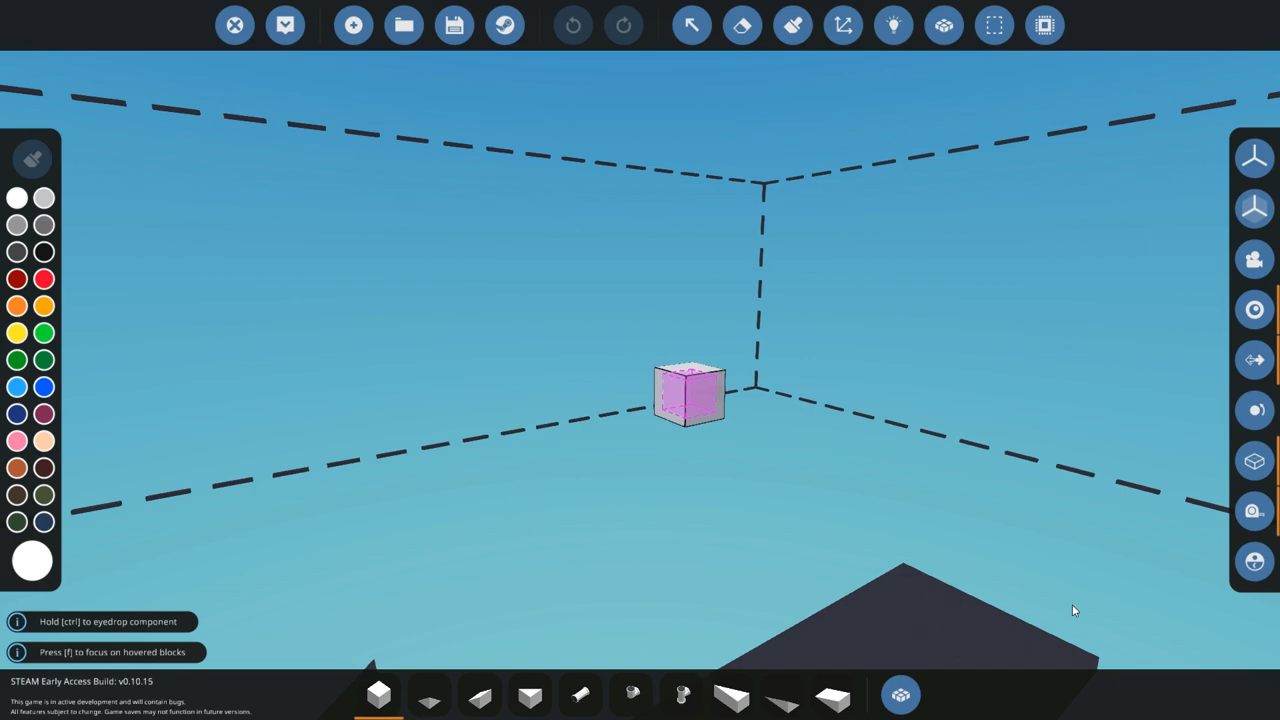 Hold [ctrl] to eyedrop component
Press [f] to focus on hovered blocks
STEAM Early Access Build: v0.10.15
This game is in active development and will contain bugs.
All features subject to change. Game saves may not function in future versions.